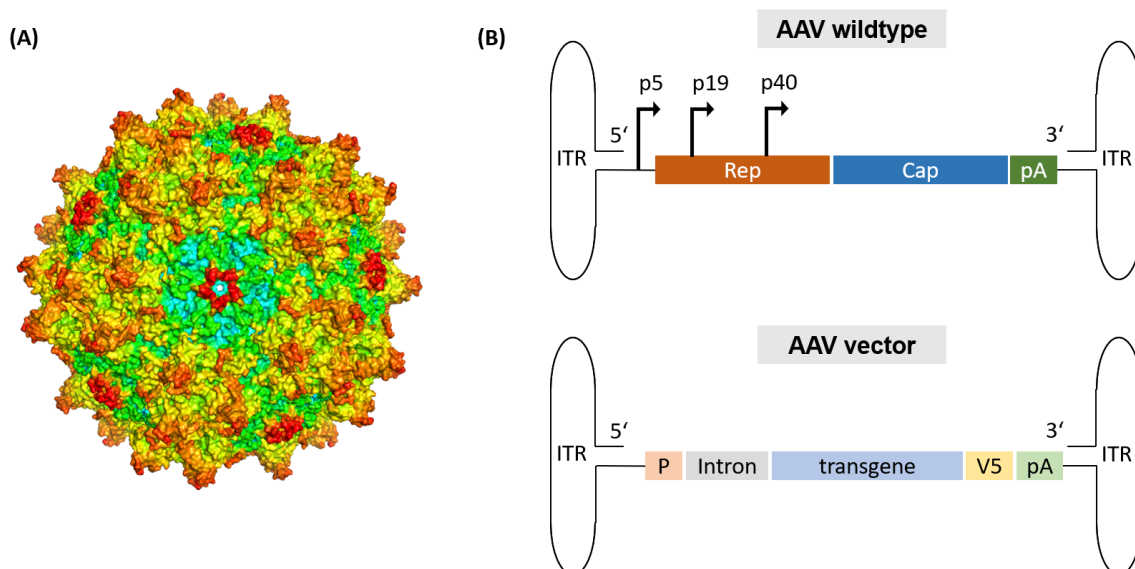 (A)
(B)
AAV wildtype
p5 p19 p40
5‘ 3‘
ITR ITR
Rep Cap pA
AAV vector
5‘ 3‘
ITR ITR
P Intron transgene V5 pA